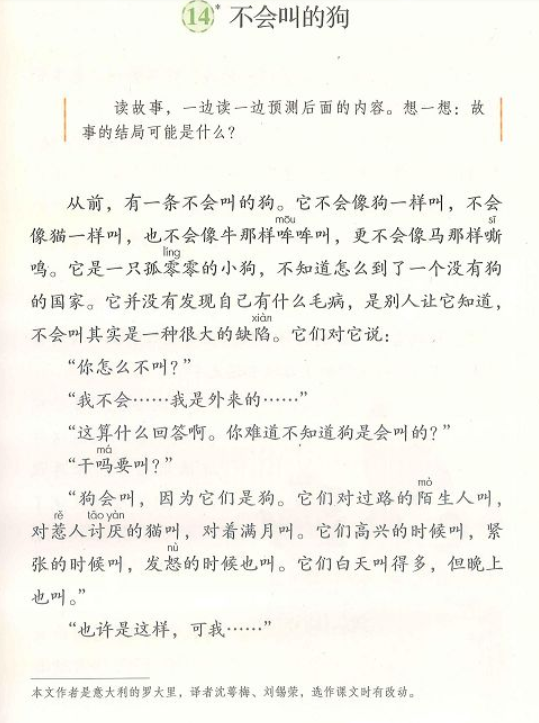 14* 不会叫的狗
读故事，一边读一边预测后面的内容。想一想：故
事的结局可能是什么？
从前，有一条不会叫的狗。它不会像狗一样叫，不会
mōu sī
像猫一样叫，也不会像牛那样哞哞叫，更不会像马那样嘶
líng
鸣。它是一只孤零零的小狗，不知道怎么到了一个没有狗
的国家。它并没有发现自己有什么毛病，是别人让它知道，
xiàn
不会叫其实是一种很大的缺陷。它们对它说：
“你怎么不叫？”
“我不会……我是外来的……”
“这算什么回答啊。你难道不知道狗是会叫的？”
má
“干吗要叫？”
mò
“狗会叫，因为它们是狗。它们对过路的陌生人叫，
rě tǎo yàn
对惹人讨厌的猫叫，对着满月叫。它们高兴的时候叫，紧
nù
张的时候叫，发怒的时候也叫。它们白天叫得多，但晚上
也叫。”
“也许是这样，可我……”
本文作者是意大利的罗大里，译者沈萼梅、刘锡荣，选作课文时有改动。